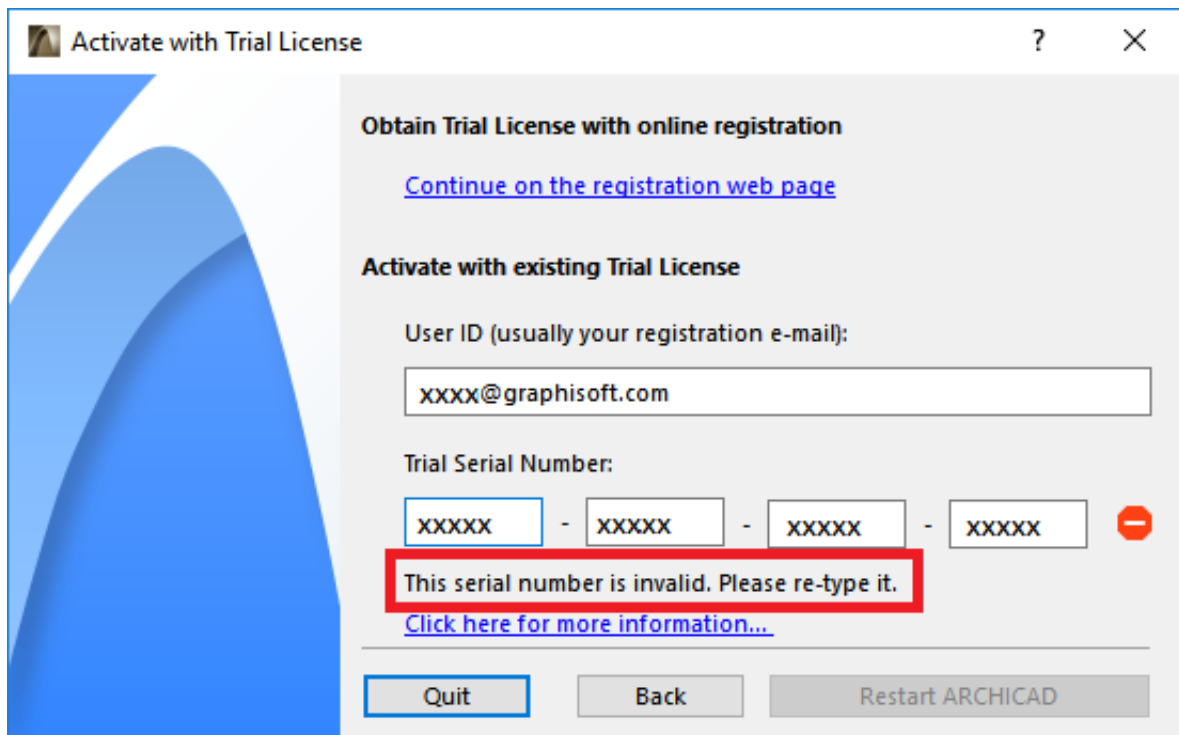 Activate with Trial License ?
Obtain Trial License with online registration
Continue on the registration web page
Activate with existing Trial License
User ID (usually your registration e-mail):
xxxx@graphisoft.com
Trial Serial Number:
xxxxx - xxxxx - xxxxx - xxxxx
This serial number is invalid. Please re-type it.
Click here for more information...
Quit Back Restart ARCHICAD